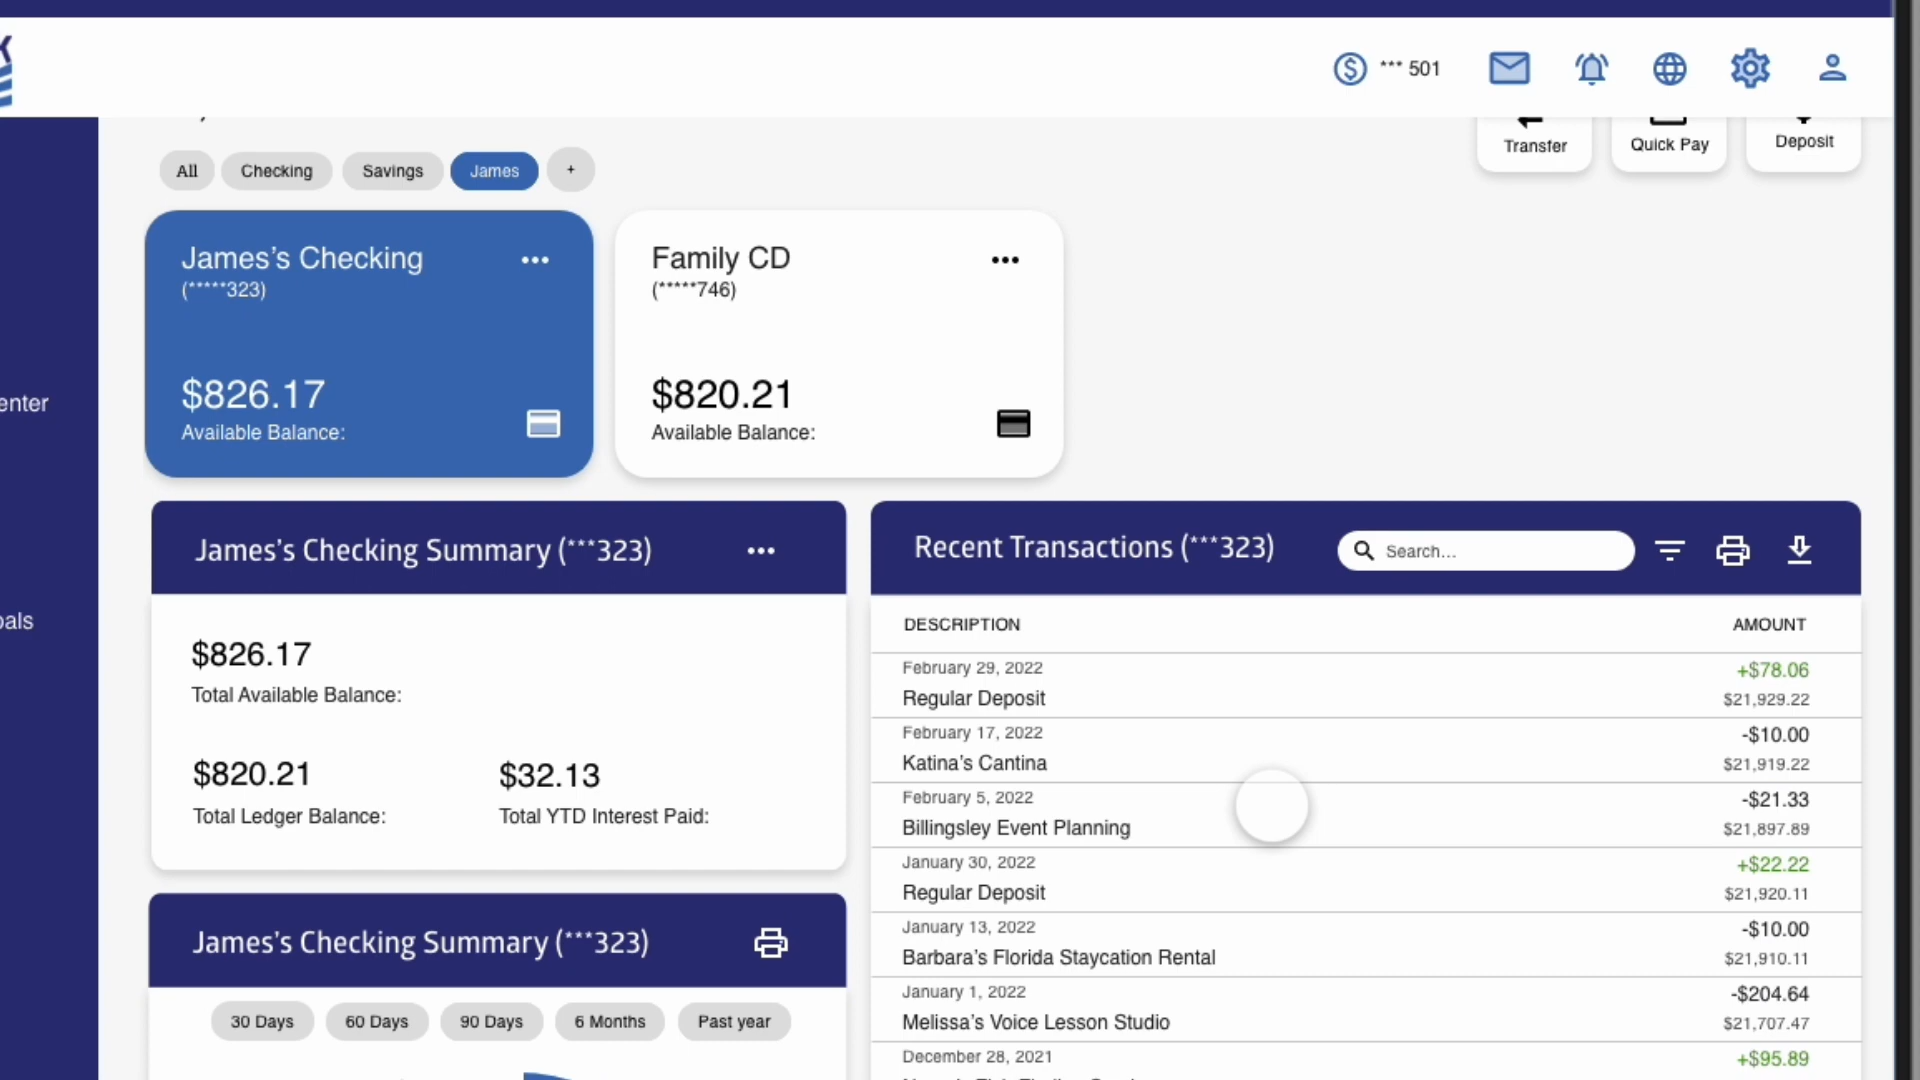 *** 501
Transfer
Quick Pay
Deposit
All
Checking
Savings
James
+
James’s Checking
(*****323)
$826.17
Available Balance:
Family CD
(*****746)
$820.21
Available Balance:
enter
oals
James’s Checking Summary (***323)
$826.17
Total Available Balance:
$820.21
Total Ledger Balance:
$32.13
Total YTD Interest Paid:
James’s Checking Summary (***323)
30 Days
60 Days
90 Days
6 Months
Past year
Recent Transactions (***323)
Search...
DESCRIPTION
AMOUNT
February 29, 2022
+$78.06
Regular Deposit
$21,929.22
February 17, 2022
-$10.00
Katina’s Cantina
$21,919.22
February 5, 2022
-$21.33
Billingsley Event Planning
$21,897.89
January 30, 2022
+$22.22
Regular Deposit
$21,920.11
January 13, 2022
-$10.00
Barbara’s Florida Staycation Rental
$21,910.11
January 1, 2022
-$204.64
Melissa’s Voice Lesson Studio
$21,707.47
December 28, 2021
+$95.89